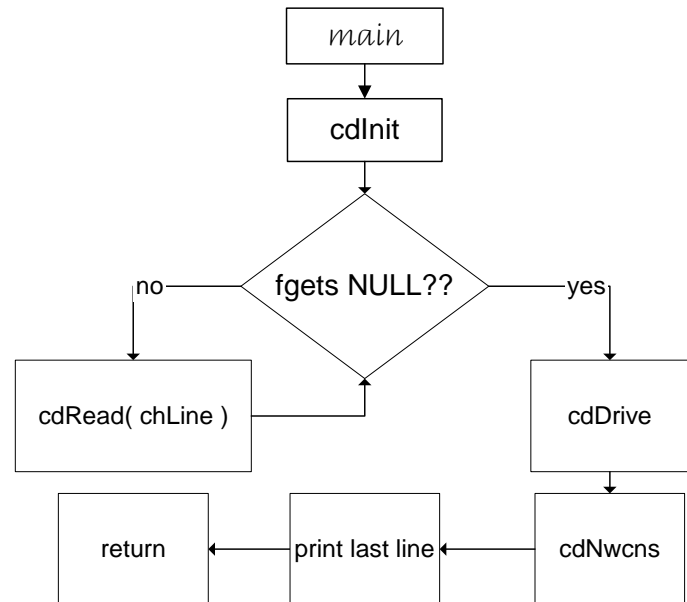 main
cdInit
fgets NULL??
no
yes
cdRead( chLine )
cdDrive
return
print last line
cdNwcns